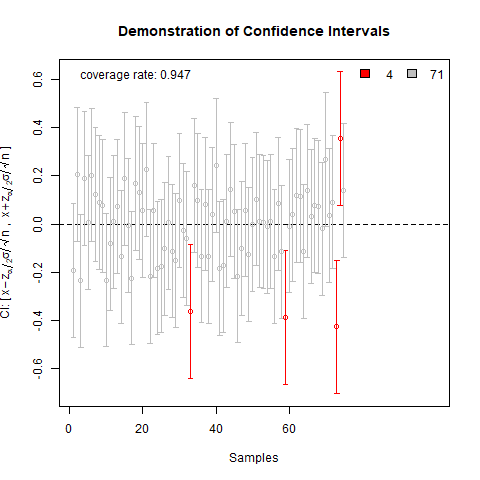 Demonstration of Confidence Intervals
coverage rate: 0.947
4
71
CI: [ x−zα/2σ/√n , x+zα/2σ/√n ]
0.6
0.4
0.2
0.0
-0.2
-0.4
-0.6
0 20 40 60
Samples